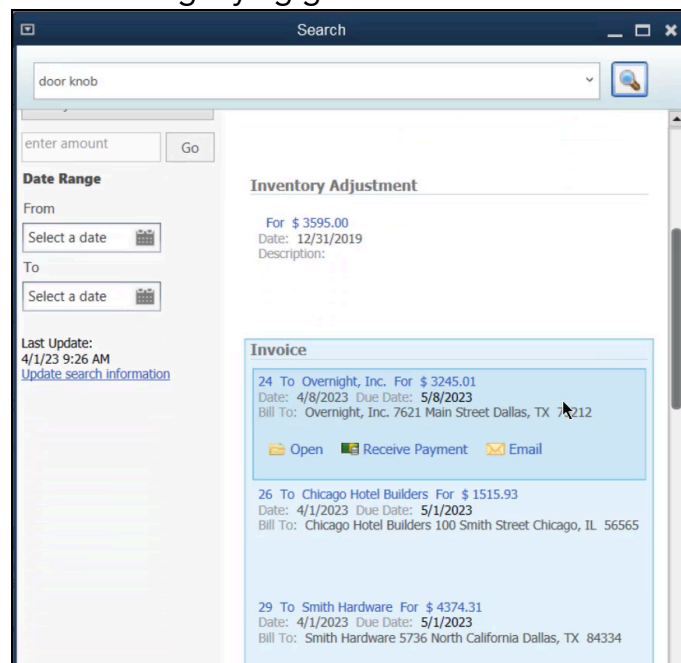 Search
door knob
enter amount
Go
Date Range
From
Select a date
To
Select a date
Last Update:
4/1/23 9:26 AM
Update search information
Inventory Adjustment
For $ 3595.00
Date: 12/31/2019
Description:
Invoice
24 To Overnight, Inc. For $ 3245.01
Date: 4/8/2023 Due Date: 5/8/2023
Bill To: Overnight, Inc. 7621 Main Street Dallas, TX
Open Receive Payment Email
26 To Chicago Hotel Builders For $ 1515.93
Date: 4/1/2023 Due Date: 5/1/2023
Bill To: Chicago Hotel Builders 100 Smith Street Chicago, IL 56565
29 To Smith Hardware For $ 4374.31
Date: 4/1/2023 Due Date: 5/1/2023
Bill To: Smith Hardware 5736 North California Dallas, TX 84334